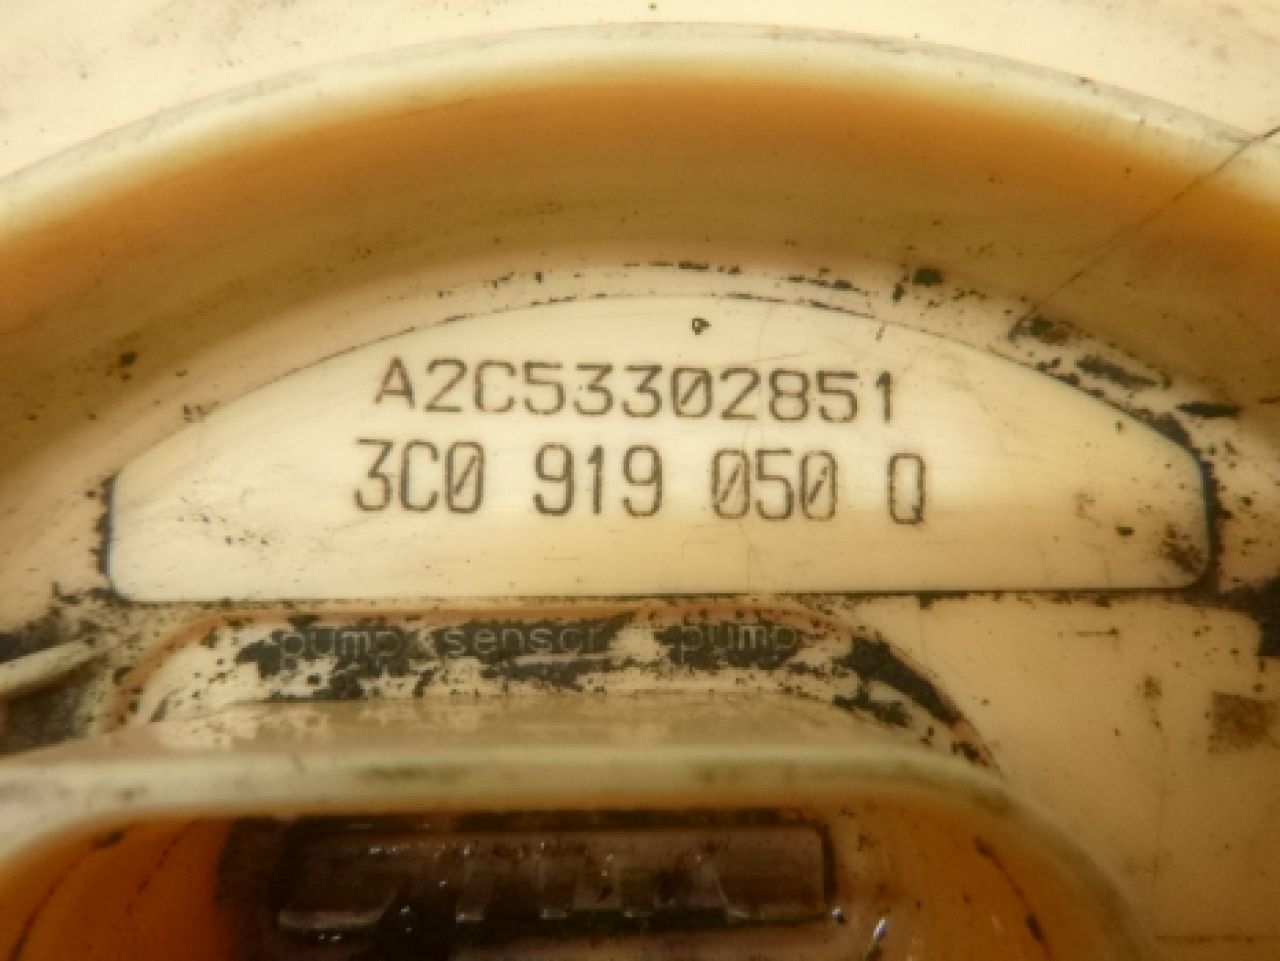 A2C53302851
3C0 919 050 Q
pump sensor pump